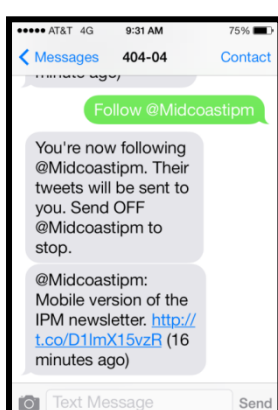 AT&T 4G 9:31 AM 75%
Messages 404-04 Contact
minute ago)
Follow @Midcoastipm
You're now following
@Midcoastipm. Their
tweets will be sent to
you. Send OFF
@Midcoastipm to
stop.
@Midcoastipm:
Mobile version of the
IPM newsletter. http://
t.co/D1lmX15vzR (16
minutes ago)
Text Message Send